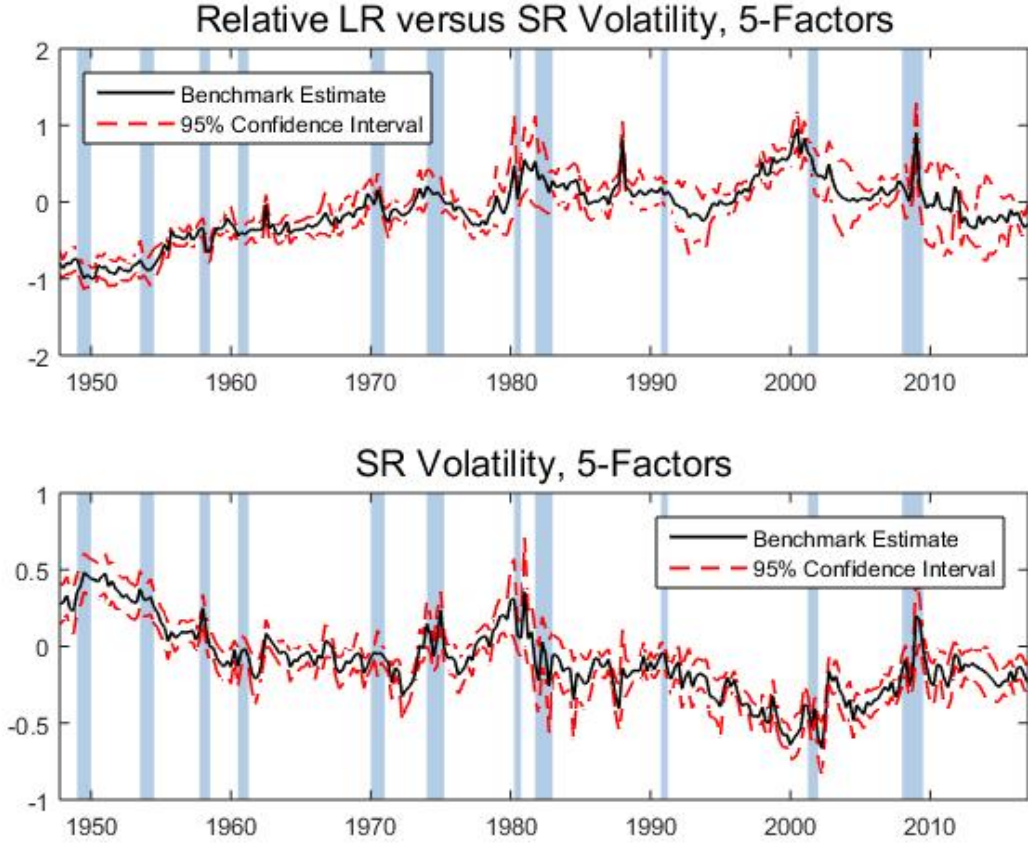 Relative LR versus SR Volatility, 5-Factors
2
1
0
-1
-2
Benchmark Estimate
95% Confidence Interval
1950 1960 1970 1980 1990 2000 2010
SR Volatility, 5-Factors
1
0.5
0
-0.5
-1
Benchmark Estimate
95% Confidence Interval
1950 1960 1970 1980 1990 2000 2010